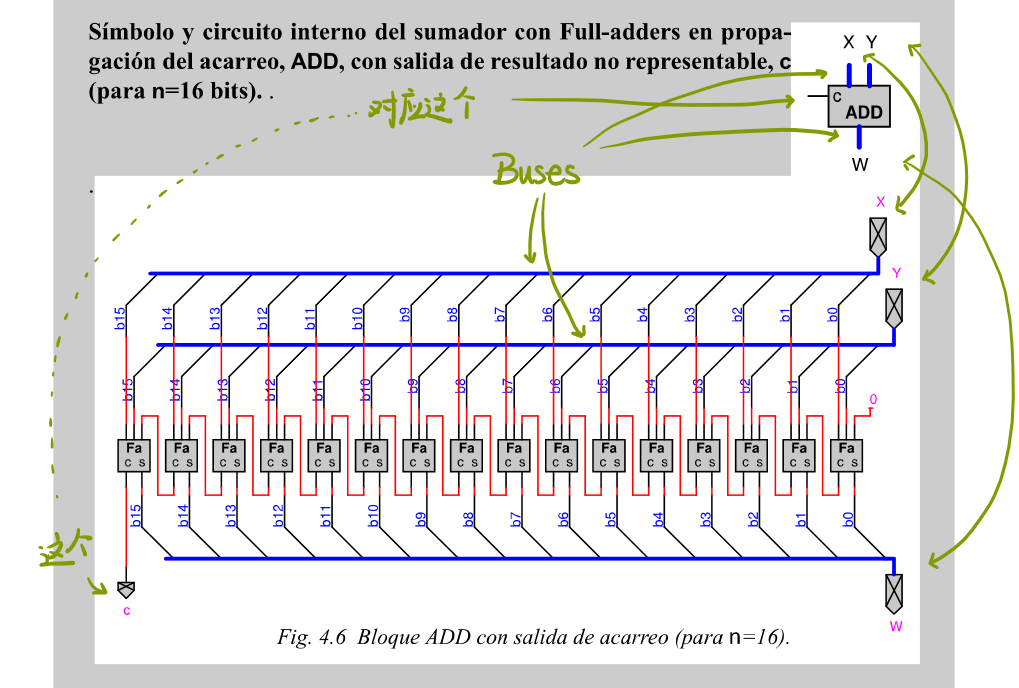 Símbolo y circuito interno del sumador con Full-adders en propa-
gación del acarreo, ADD, con salida de resultado no representable, c
(para n=16 bits). .
X Y
c
ADD
W
对应这个
Buses
.
X
Y
b15 b14 b13 b12 b11 b10 b9 b8 b7 b6 b5 b4 b3 b2 b1 b0
b15 b14 b13 b12 b11 b10 b9 b8 b7 b6 b5 b4 b3 b2 b1 b0
0
Fa Fa Fa Fa Fa Fa Fa Fa Fa Fa Fa Fa Fa Fa Fa Fa
c s c s c s c s c s c s c s c s c s c s c s c s c s c s c s c s
b15 b14 b13 b12 b11 b10 b9 b8 b7 b6 b5 b4 b3 b2 b1 b0
这个
c
W
Fig. 4.6 Bloque ADD con salida de acarreo (para n=16).